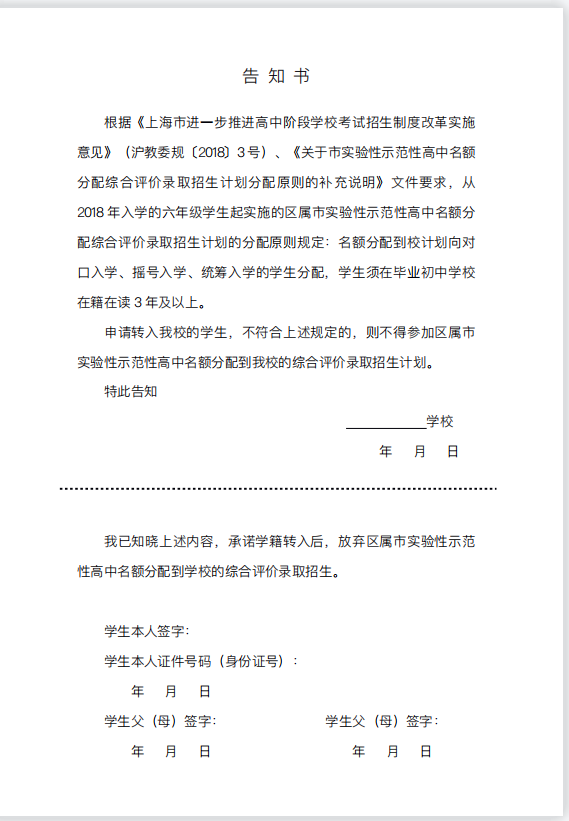 告 知 书
根据《上海市进一步推进高中阶段学校考试招生制度改革实施
意见》（沪教委规〔2018〕3 号）、《关于市实验性示范性高中名额
分配综合评价录取招生计划分配原则的补充说明》文件要求，从
2018 年入学的六年级学生起实施的区属市实验性示范性高中名额分
配综合评价录取招生计划的分配原则规定：名额分配到校计划向对
口入学、摇号入学、统筹入学的学生分配，学生须在毕业初中学校
在籍在读 3 年及以上。
申请转入我校的学生，不符合上述规定的，则不得参加区属市
实验性示范性高中名额分配到我校的综合评价录取招生计划。
特此告知
____________学校
年 月 日
我已知晓上述内容，承诺学籍转入后，放弃区属市实验性示范
性高中名额分配到学校的综合评价录取招生。
学生本人签字：
学生本人证件号码（身份证号）：
年 月 日
学生父（母）签字： 学生父（母）签字：
年 月 日 年 月 日